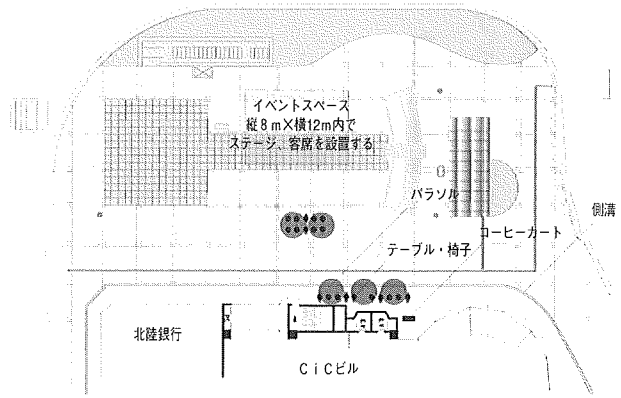 イベントスペース
縦8m×横12m内で
ステージ、客席を設置する
パラソル
コーヒーカート
側溝
テーブル・椅子
北陸銀行
CiCビル